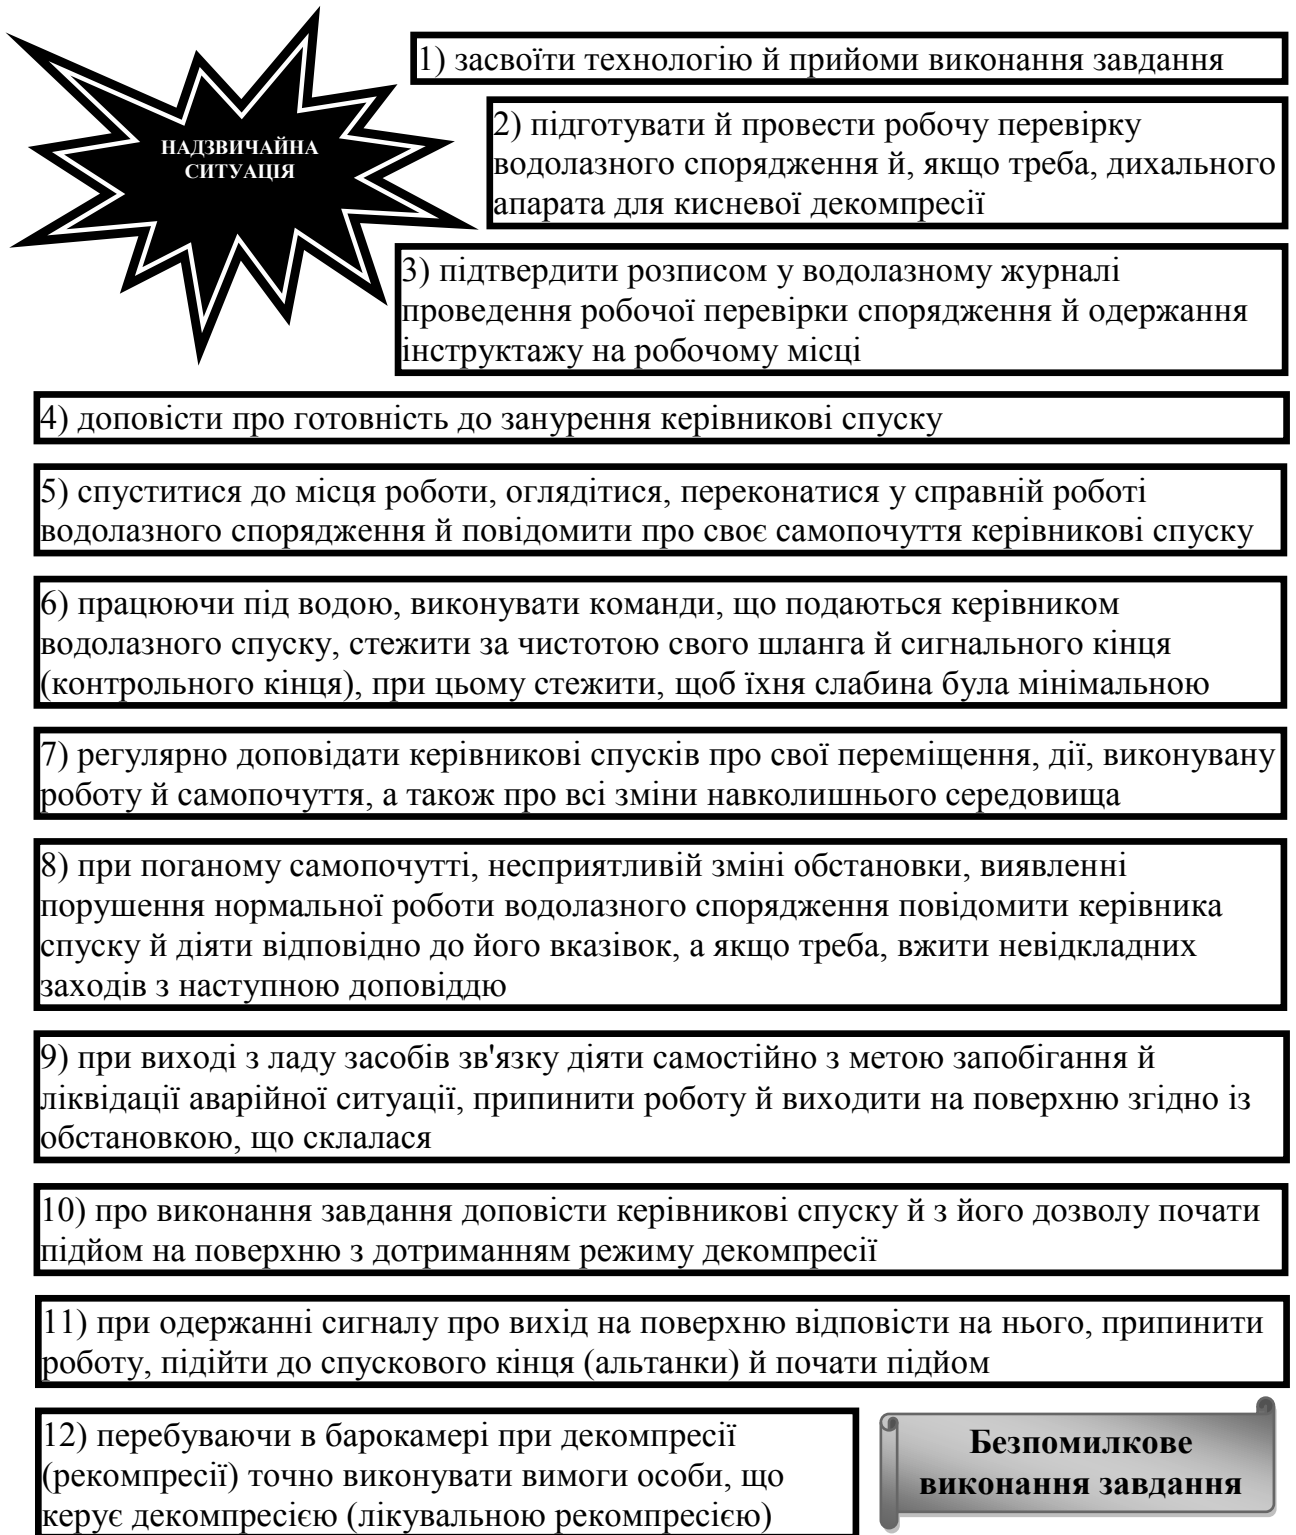 НАДЗВИЧАЙНА
СИТУАЦІЯ
1) засвоїти технологію й прийоми виконання завдання
2) підготувати й провести робочу перевірку
водолазного спорядження й, якщо треба, дихального
апарата для кисневої декомпресії
3) підтвердити розписом у водолазному журналі
проведення робочої перевірки спорядження й одержання
інструктажу на робочому місці
4) доповісти про готовність до занурення керівникові спуску
5) спуститися до місця роботи, оглядітися, переконатися у справній роботі
водолазного спорядження й повідомити про своє самопочуття керівникові спуску
6) працюючи під водою, виконувати команди, що подаються керівником
водолазного спуску, стежити за чистотою свого шланга й сигнального кінця
(контрольного кінця), при цьому стежити, щоб їхня слабина була мінімальною
7) регулярно доповідати керівникові спусків про свої переміщення, дії, виконувану
роботу й самопочуття, а також про всі зміни навколишнього середовища
8) при поганому самопочутті, несприятливій зміні обстановки, виявленні
порушення нормальної роботи водолазного спорядження повідомити керівника
спуску й діяти відповідно до його вказівок, а якщо треба, вжити невідкладних
заходів з наступною доповіддю
9) при виході з ладу засобів зв'язку діяти самостійно з метою запобігання й
ліквідації аварійної ситуації, припинити роботу й виходити на поверхню згідно із
обстановкою, що склалася
10) про виконання завдання доповісти керівникові спуску й з його дозволу почати
підйом на поверхню з дотриманням режиму декомпресії
11) при одержанні сигналу про вихід на поверхню відповісти на нього, припинити
роботу, підійти до спускового кінця (альтанки) й почати підйом
12) перебуваючи в барокамері при декомпресії
(рекомпресії) точно виконувати вимоги особи, що
керує декомпресією (лікувальною рекомпресією)
Безпомилкове
виконання завдання